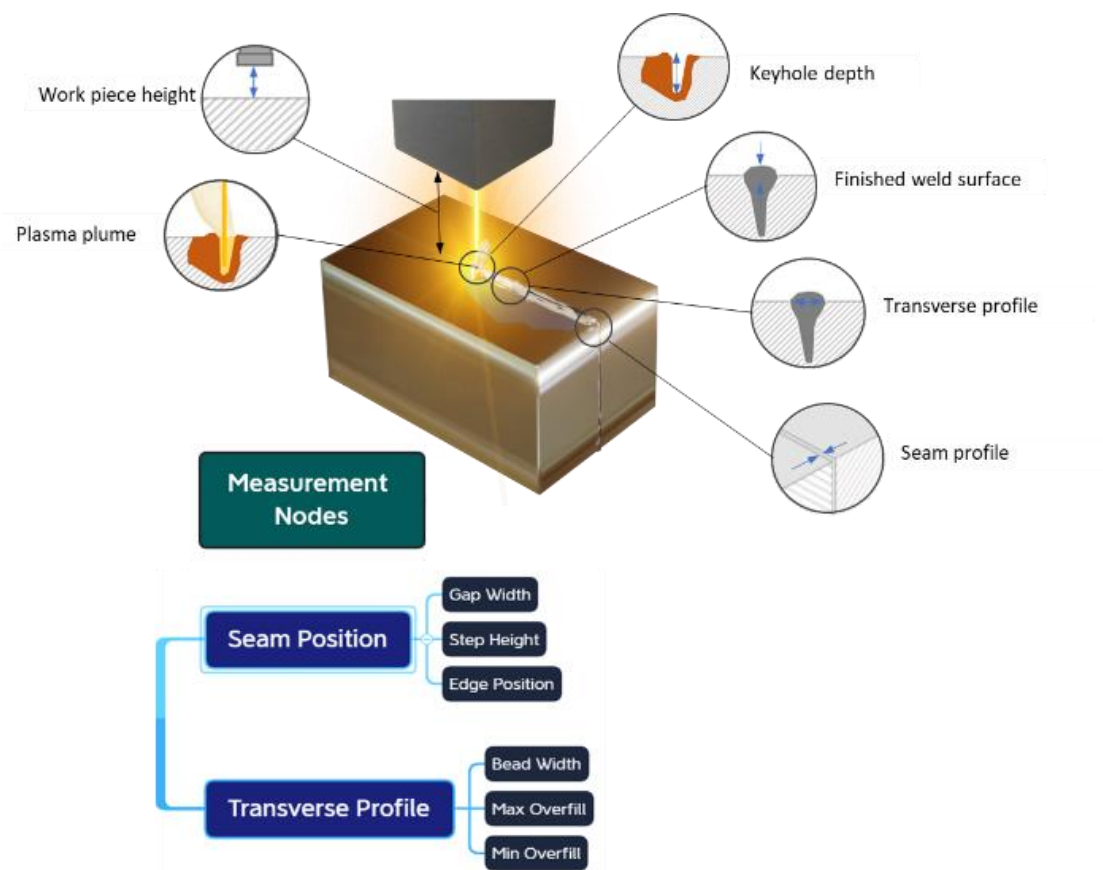 Work piece height
Keyhole depth
Finished weld surface
Plasma plume
Transverse profile
Seam profile
Measurement
Nodes
Seam Position
Gap Width
Step Height
Edge Position
Transverse Profile
Bead Width
Max Overfill
Min Overfill